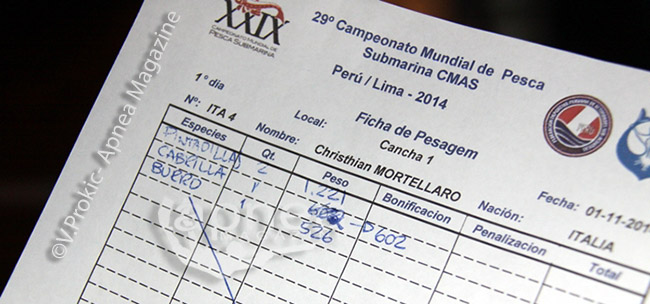 XXIX
CAMPEONATO MUNDIAL DE
PESCA SUBMARINA
29º Campeonato Mundial de Pesca
Submarina CMAS
Perú / Lima - 2014
1º dia
Local:
Ficha de Pesagem
Cancha 1
Nº: ITA 4
Nombre: Christhian MORTELLARO
Fecha: 01-11-201
Nación: ITALIA
Especies Qt. Peso Bonificacion Penalizacion Total
PINTADILLA 2 1.221
CABRILLA 1 602
BURRO 1 526
©V.Prokic- Apnea Magazine
apnea